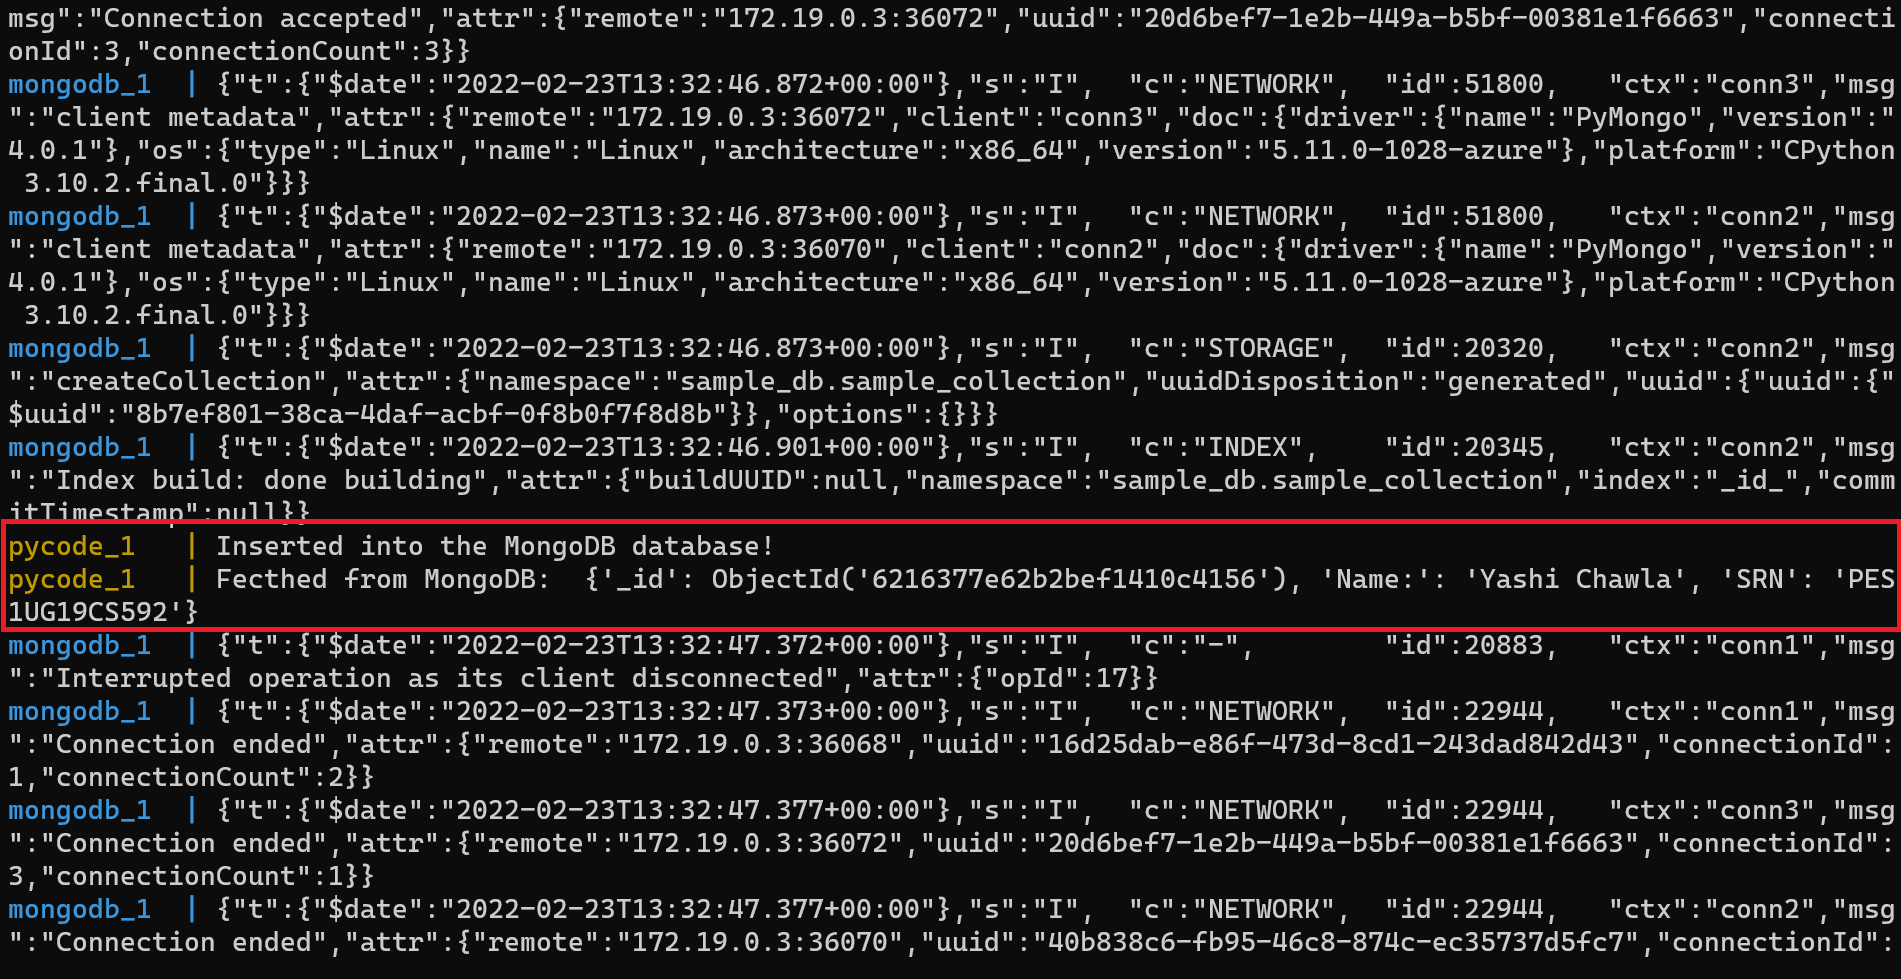 msg":"Connection accepted","attr":{"remote":"172.19.0.3:36072","uuid":"20d6bef7-1e2b-449a-b5bf-00381e1f6663","connecti
onId":3,"connectionCount":3}}
mongodb_1  | {"t":{"$date":"2022-02-23T13:32:46.872+00:00"},"s":"I",  "c":"NETWORK",  "id":51800,   "ctx":"conn3","msg
":"client metadata","attr":{"remote":"172.19.0.3:36072","client":"conn3","doc":{"driver":{"name":"PyMongo","version":"
4.0.1"},"os":{"type":"Linux","name":"Linux","architecture":"x86_64","version":"5.11.0-1028-azure"},"platform":"CPython
 3.10.2.final.0"}}}
mongodb_1  | {"t":{"$date":"2022-02-23T13:32:46.873+00:00"},"s":"I",  "c":"NETWORK",  "id":51800,   "ctx":"conn2","msg
":"client metadata","attr":{"remote":"172.19.0.3:36070","client":"conn2","doc":{"driver":{"name":"PyMongo","version":"
4.0.1"},"os":{"type":"Linux","name":"Linux","architecture":"x86_64","version":"5.11.0-1028-azure"},"platform":"CPython
 3.10.2.final.0"}}}
mongodb_1  | {"t":{"$date":"2022-02-23T13:32:46.873+00:00"},"s":"I",  "c":"STORAGE",  "id":20320,   "ctx":"conn2","msg
":"createCollection","attr":{"namespace":"sample_db.sample_collection","uuidDisposition":"generated","uuid":{"uuid":{"
$uuid":"8b7ef801-38ca-4daf-acbf-0f8b0f7f8d8b"}},"options":{}}}
mongodb_1  | {"t":{"$date":"2022-02-23T13:32:46.901+00:00"},"s":"I",  "c":"INDEX",    "id":20345,   "ctx":"conn2","msg
":"Index build: done building","attr":{"buildUUID":null,"namespace":"sample_db.sample_collection","index":"_id_","comm
itTimestamp":null}}
pycode_1   | Inserted into the MongoDB database!
pycode_1   | Fecthed from MongoDB:  {'_id': ObjectId('6216377e62b2bef1410c4156'), 'Name:': 'Yashi Chawla', 'SRN': 'PES
1UG19CS592'}
mongodb_1  | {"t":{"$date":"2022-02-23T13:32:47.372+00:00"},"s":"I",  "c":"-",        "id":20883,   "ctx":"conn1","msg
":"Interrupted operation as its client disconnected","attr":{"opId":17}}
mongodb_1  | {"t":{"$date":"2022-02-23T13:32:47.373+00:00"},"s":"I",  "c":"NETWORK",  "id":22944,   "ctx":"conn1","msg
":"Connection ended","attr":{"remote":"172.19.0.3:36068","uuid":"16d25dab-e86f-473d-8cd1-243dad842d43","connectionId":
1,"connectionCount":2}}
mongodb_1  | {"t":{"$date":"2022-02-23T13:32:47.377+00:00"},"s":"I",  "c":"NETWORK",  "id":22944,   "ctx":"conn3","msg
":"Connection ended","attr":{"remote":"172.19.0.3:36072","uuid":"20d6bef7-1e2b-449a-b5bf-00381e1f6663","connectionId":
3,"connectionCount":1}}
mongodb_1  | {"t":{"$date":"2022-02-23T13:32:47.377+00:00"},"s":"I",  "c":"NETWORK",  "id":22944,   "ctx":"conn2","msg
":"Connection ended","attr":{"remote":"172.19.0.3:36070","uuid":"40b838c6-fb95-46c8-874c-ec35737d5fc7","connectionId":